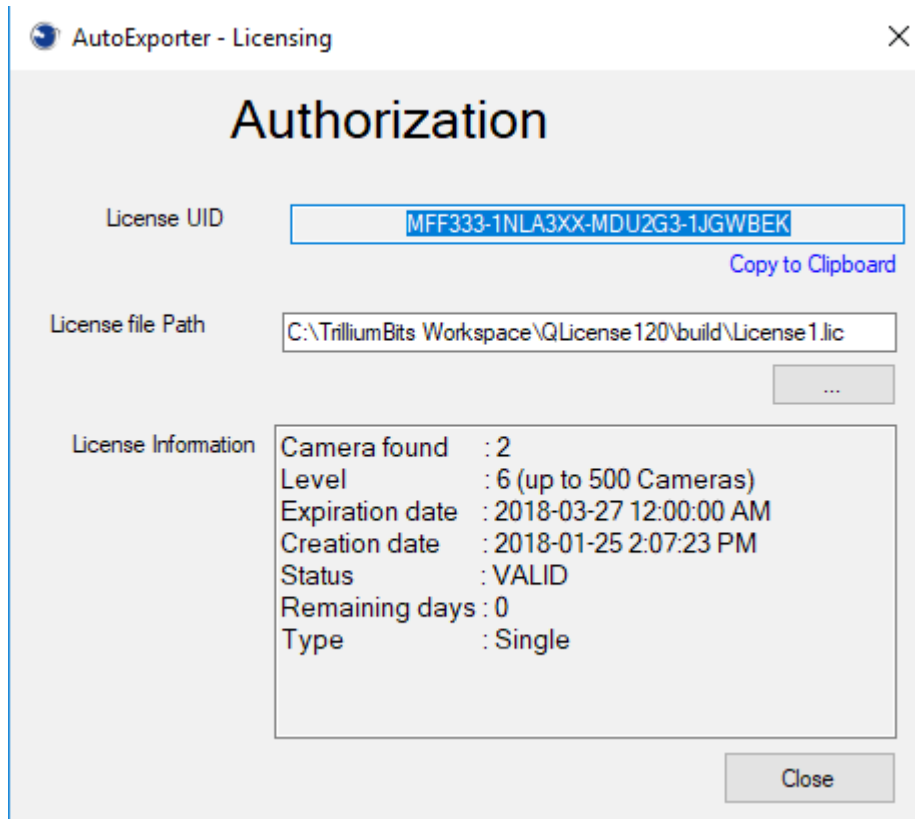 AutoExporter - Licensing
Authorization
License UID
MFF333-1NLA3XX-MDU2G3-1JGWBEK
Copy to Clipboard
License file Path
C:\TrilliumBits Workspace\QLicense120\build\License1.lic
...
License Information
Camera found : 2
Level : 6 (up to 500 Cameras)
Expiration date : 2018-03-27 12:00:00 AM
Creation date : 2018-01-25 2:07:23 PM
Status : VALID
Remaining days : 0
Type : Single
Close